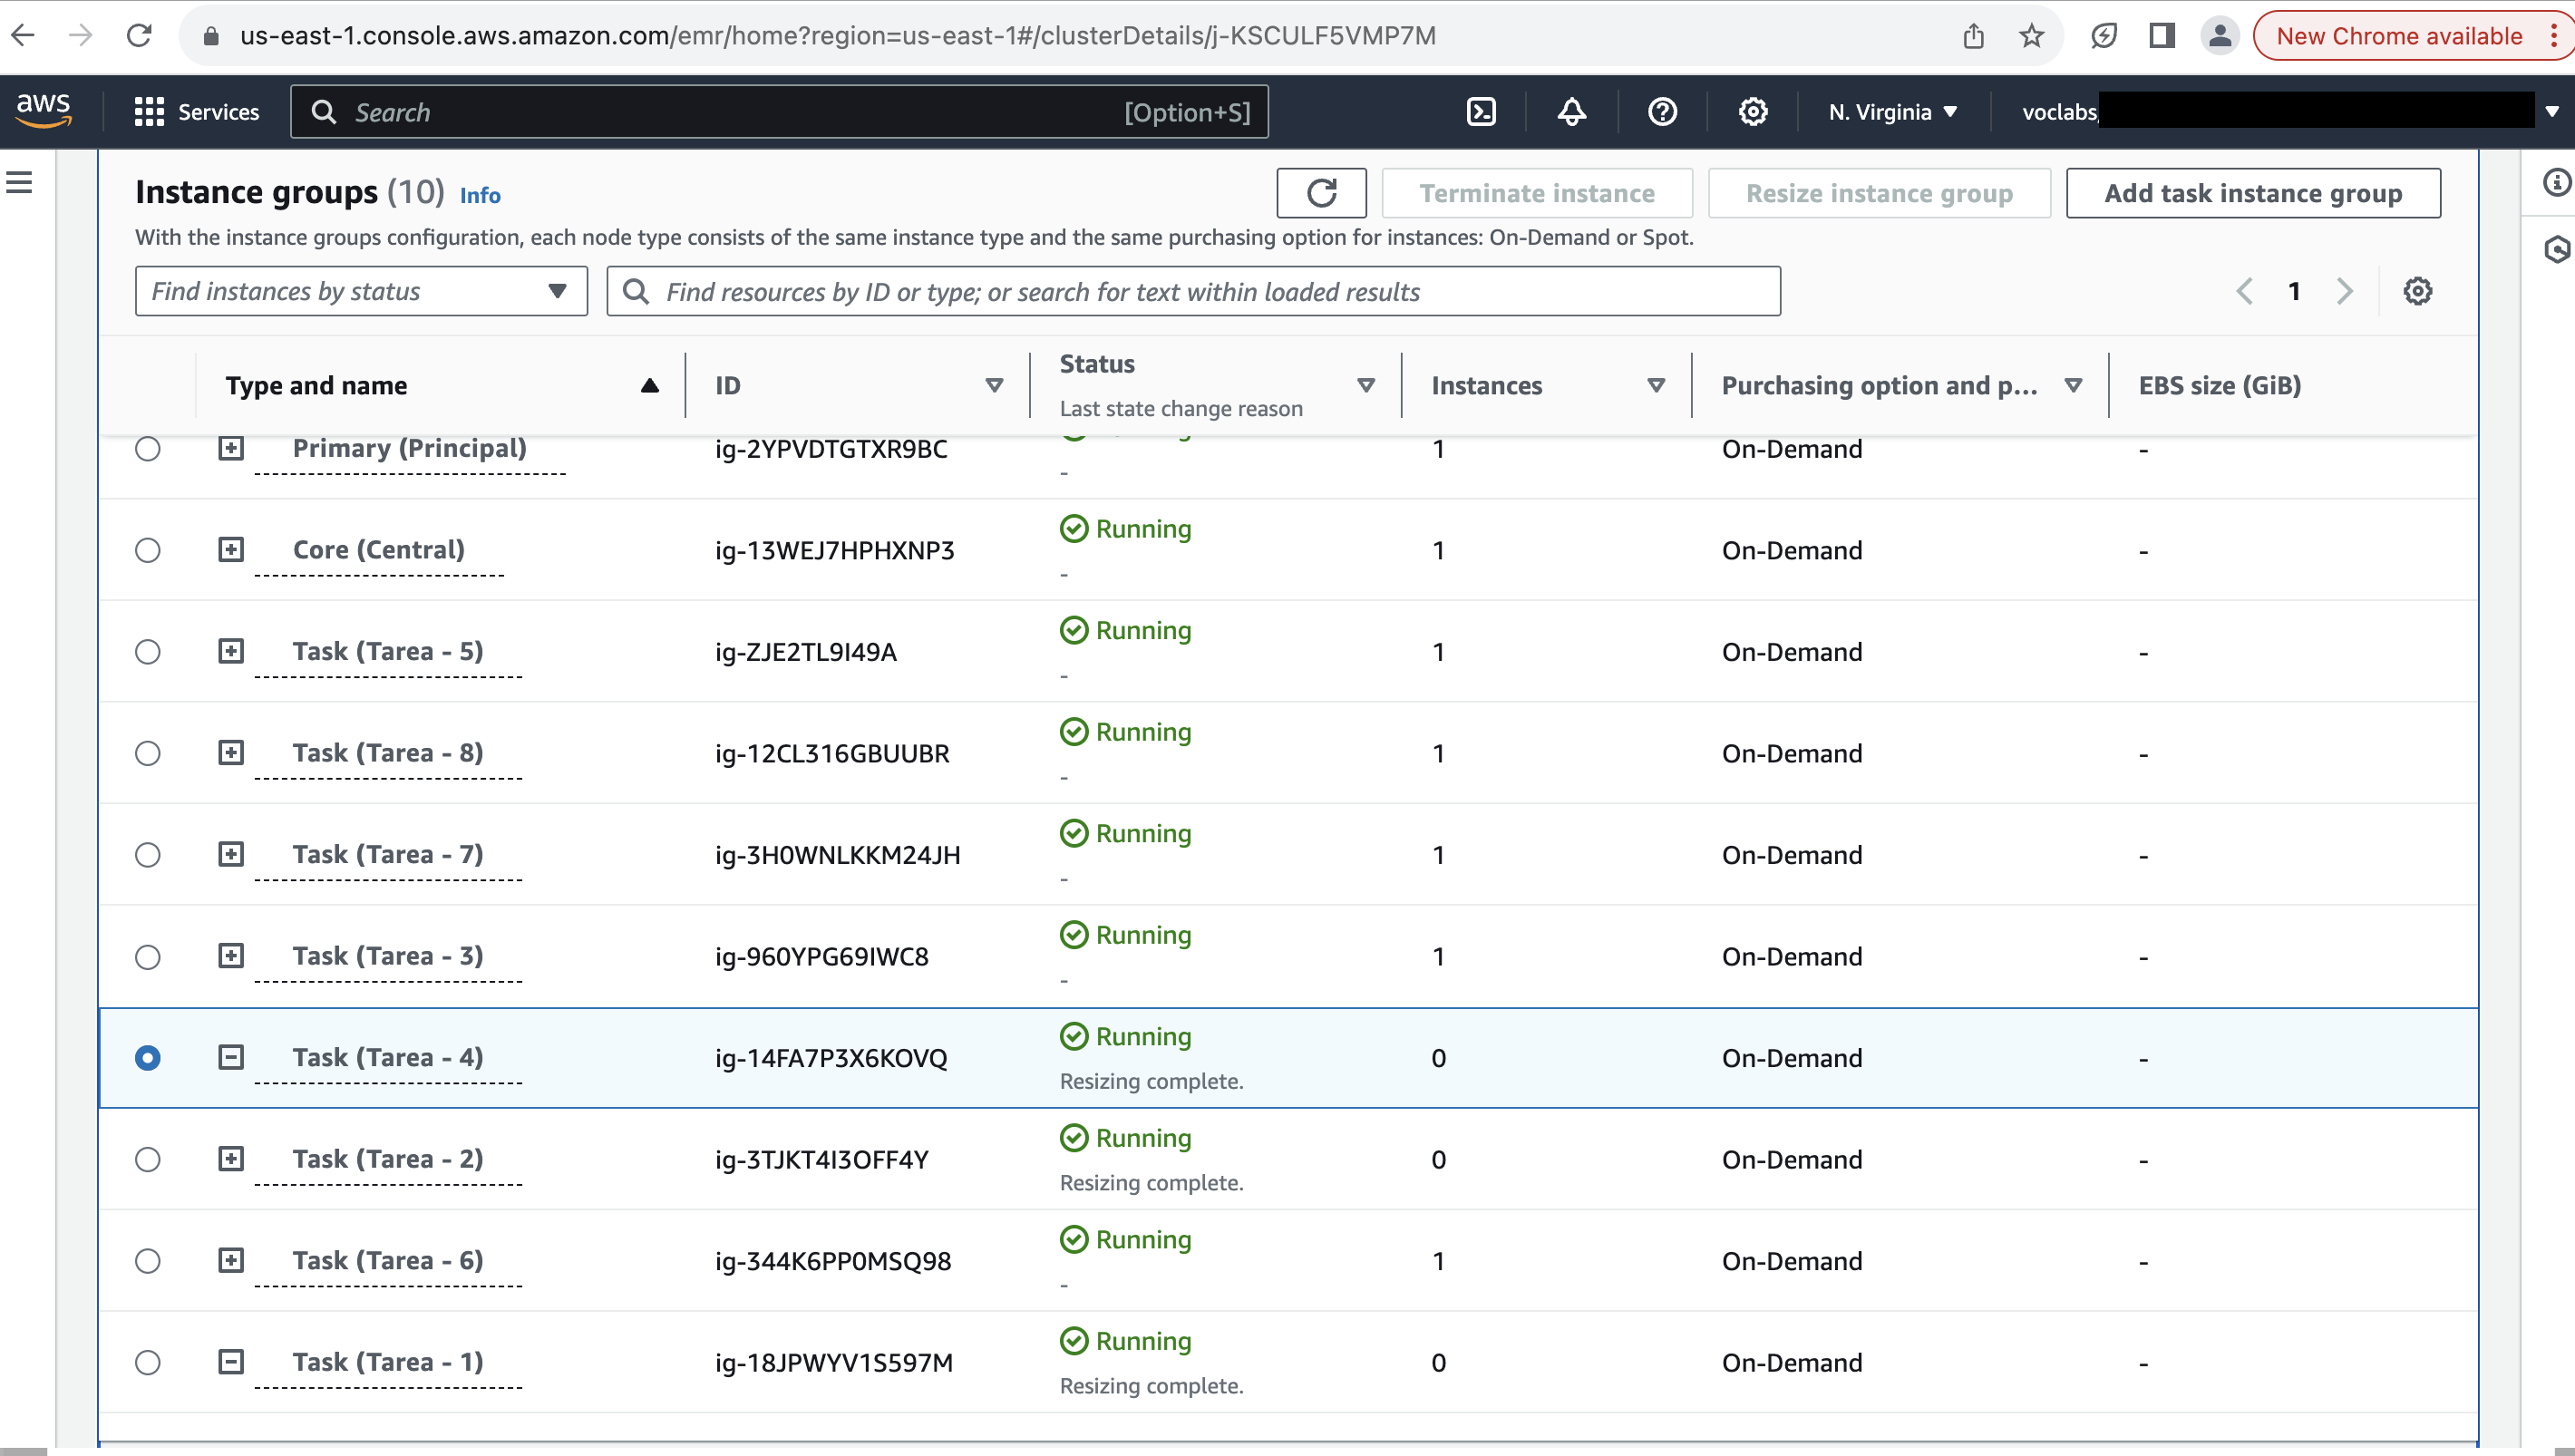 us-east-1.console.aws.amazon.com/emr/home?region=us-east-1#/clusterDetails/j-KSCULF5VMP7M
New Chrome available
aws
Services
Search
[Option+S]
N. Virginia
voclabs
Instance groups (10) Info
Terminate instance
Resize instance group
Add task instance group
With the instance groups configuration, each node type consists of the same instance type and the same purchasing option for instances: On-Demand or Spot.
Find instances by status
Find resources by ID or type; or search for text within loaded results
1
Type and name
ID
Status
Last state change reason
Instances
Purchasing option and p...
EBS size (GiB)
Primary (Principal) ig-2YPVDTGTXR9BC 1 On-Demand -
-
Running
Core (Central) ig-13WEJ7HPHXNP3 1 On-Demand -
-
Running
Task (Tarea - 5) ig-ZJE2TL9I49A 1 On-Demand -
-
Running
Task (Tarea - 8) ig-12CL316GBUUBR 1 On-Demand -
-
Running
Task (Tarea - 7) ig-3H0WNLKKM24JH 1 On-Demand -
-
Running
Task (Tarea - 3) ig-960YPG69IWC8 1 On-Demand -
-
Running
Task (Tarea - 4) ig-14FA7P3X6KOVQ 0 On-Demand -
Resizing complete.
Running
Task (Tarea - 2) ig-3TJKT4I3OFF4Y 0 On-Demand -
Resizing complete.
Running
Task (Tarea - 6) ig-344K6PP0MSQ98 1 On-Demand -
-
Running
Task (Tarea - 1) ig-18JPWYV1S597M 0 On-Demand -
Resizing complete.